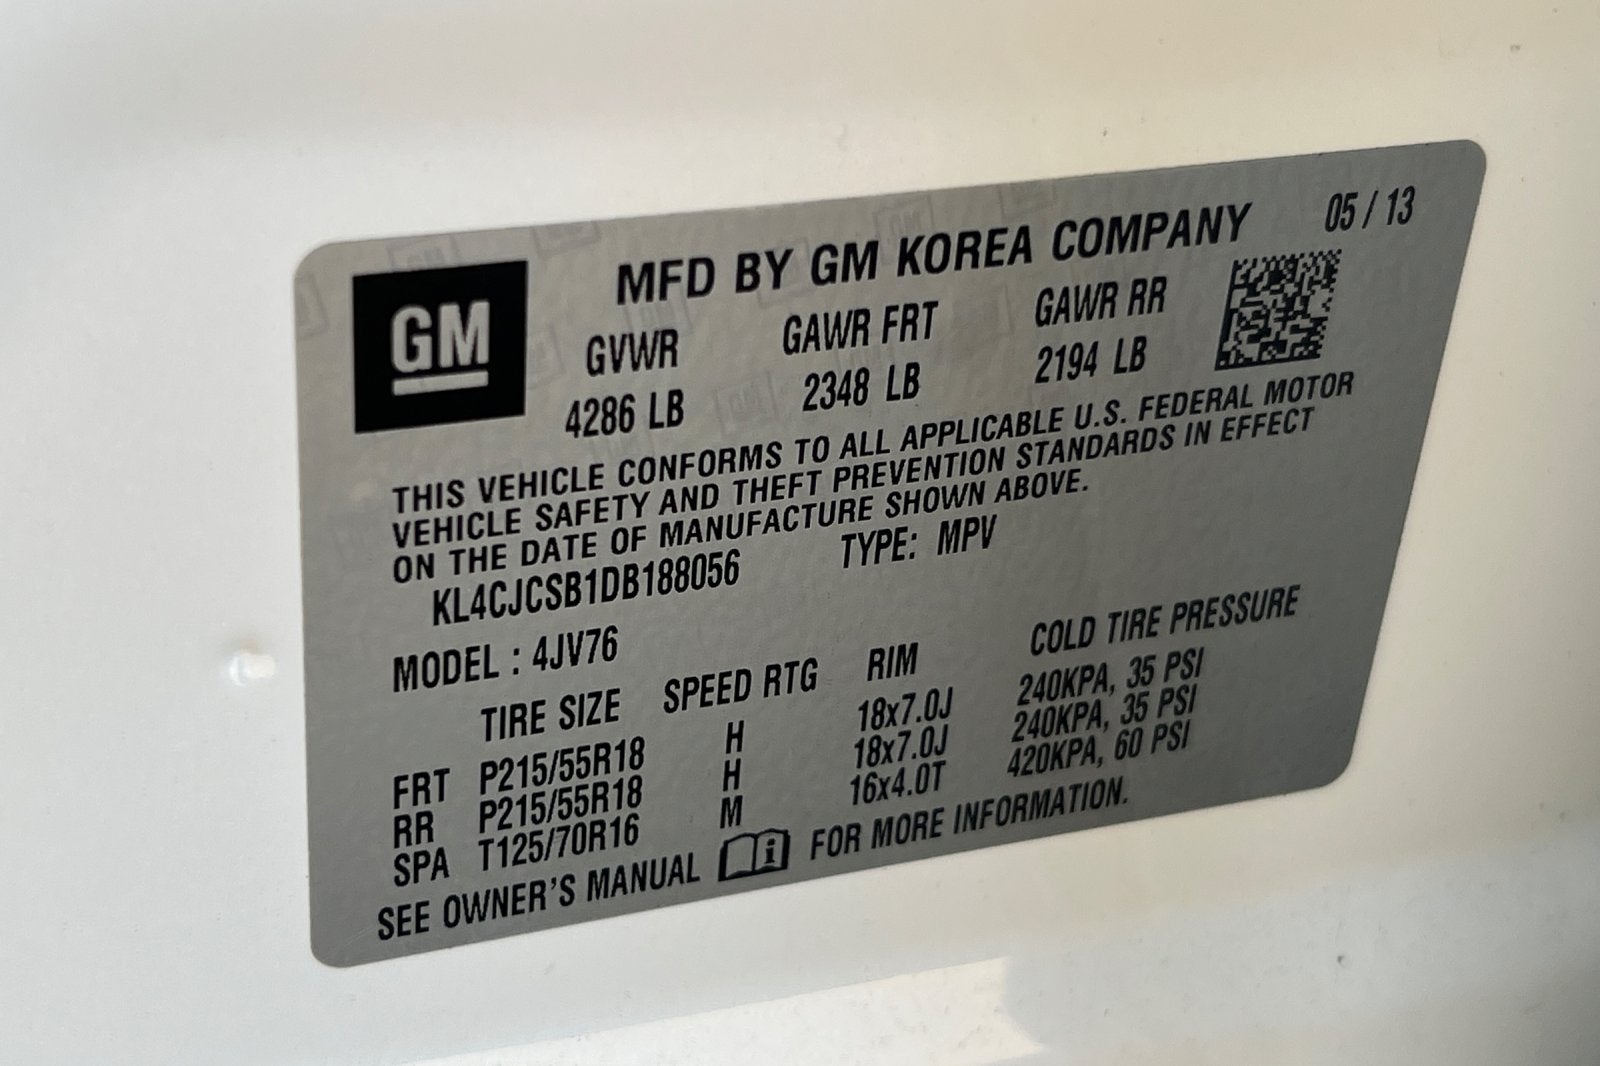 GM
MFD BY GM KOREA COMPANY 05 / 13
GVWR GAWR FRT GAWR RR
4286 LB 2348 LB 2194 LB
THIS VEHICLE CONFORMS TO ALL APPLICABLE U.S. FEDERAL MOTOR
VEHICLE SAFETY AND THEFT PREVENTION STANDARDS IN EFFECT
ON THE DATE OF MANUFACTURE SHOWN ABOVE.
KL4CJCSB1DB188056 TYPE: MPV
MODEL : 4JV76
TIRE SIZE SPEED RTG RIM COLD TIRE PRESSURE
FRT P215/55R18 H 18x7.0J 240KPA, 35 PSI
RR P215/55R18 H 18x7.0J 240KPA, 35 PSI
SPA T125/70R16 M 16x4.0T 420KPA, 60 PSI
SEE OWNER'S MANUAL i FOR MORE INFORMATION.